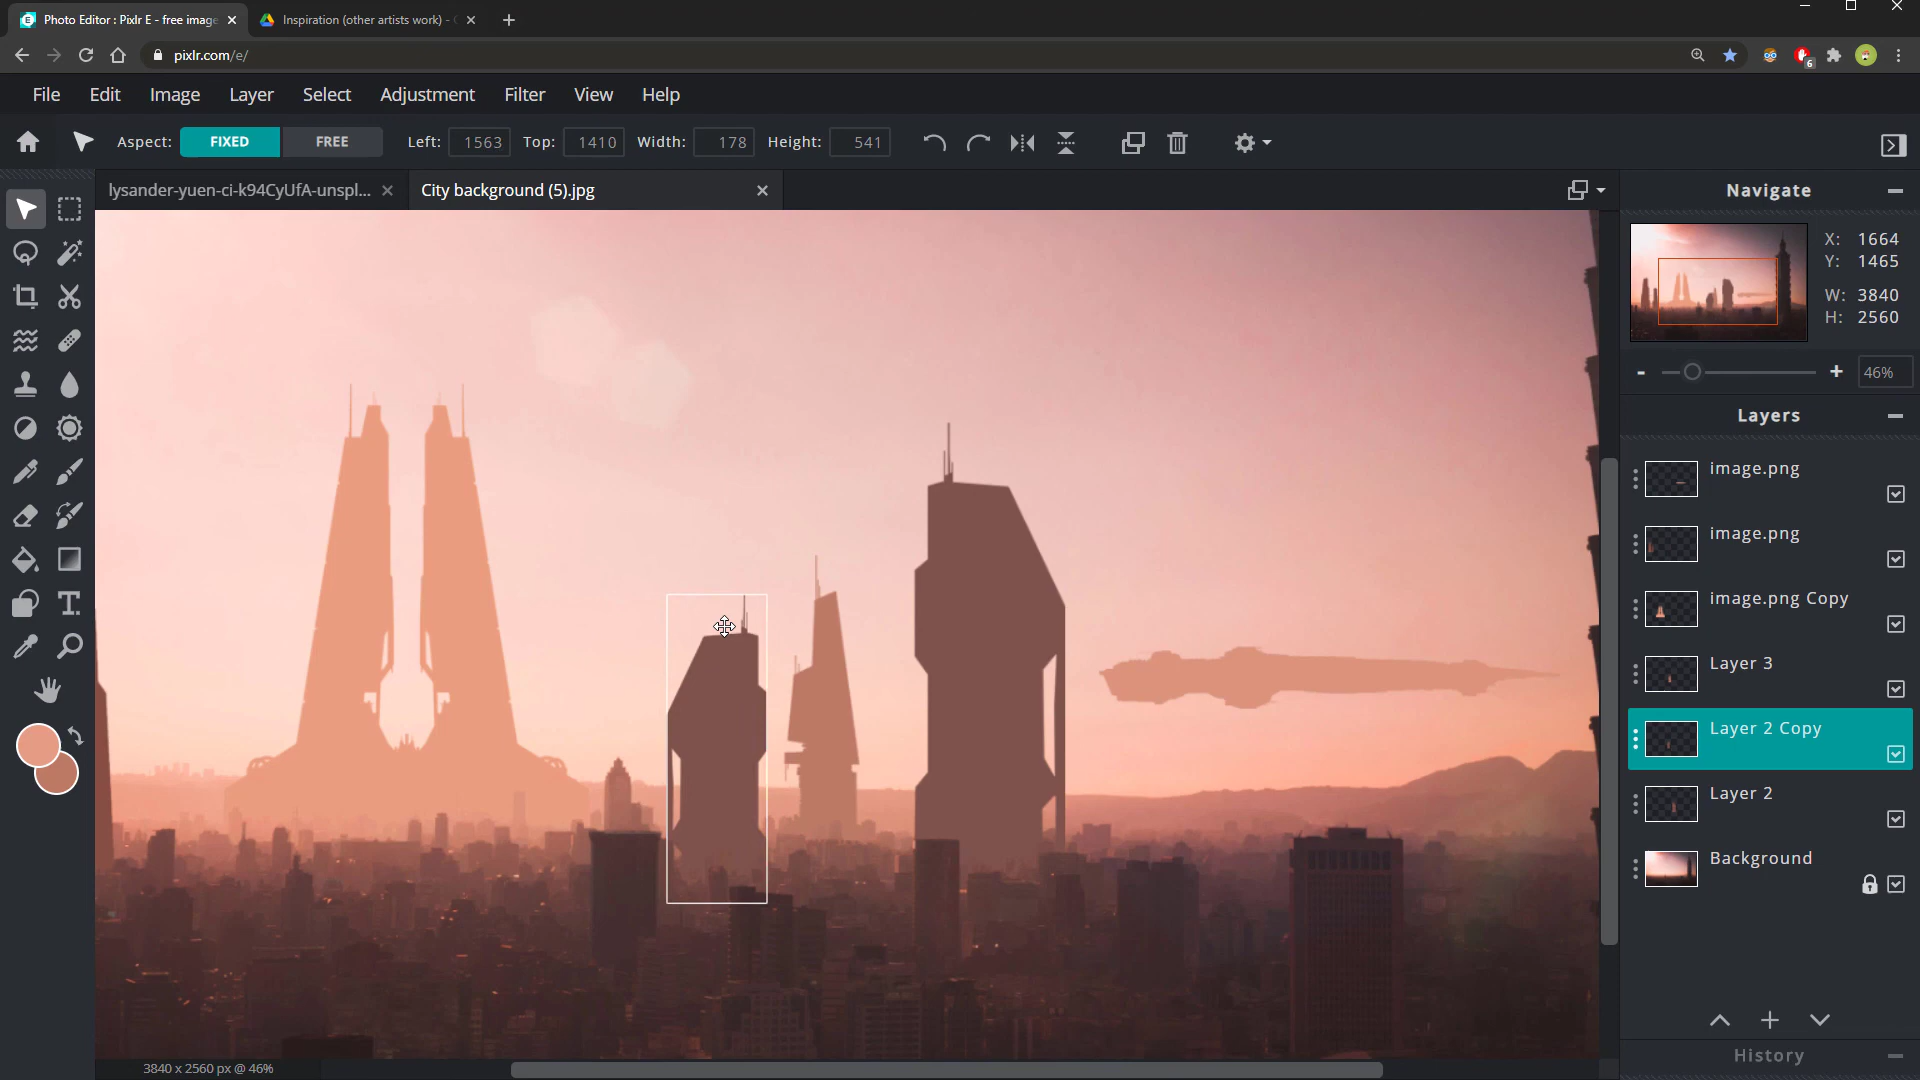 Photo Editor : Pixlr E - free image
Inspiration (other artists work) -
pixlr.com/e/
6
File Edit Image Layer Select Adjustment Filter View Help
Aspect: FIXED FREE Left: 1563 Top: 1410 Width: 178 Height: 541
lysander-yuen-ci-k94CyUfA-unspl...
City background (5).jpg
Navigate
X: 1664
Y: 1465
W: 3840
H: 2560
- + 46%
Layers
image.png
image.png
image.png Copy
Layer 3
Layer 2 Copy
Layer 2
Background
History
3840 x 2560 px @ 46%